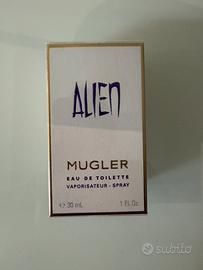 ALIEN
MUGLER
EAU DE TOILETTE
VAPORISATEUR - SPRAY
℮ 30 mL 1 Fl. Oz.
subito